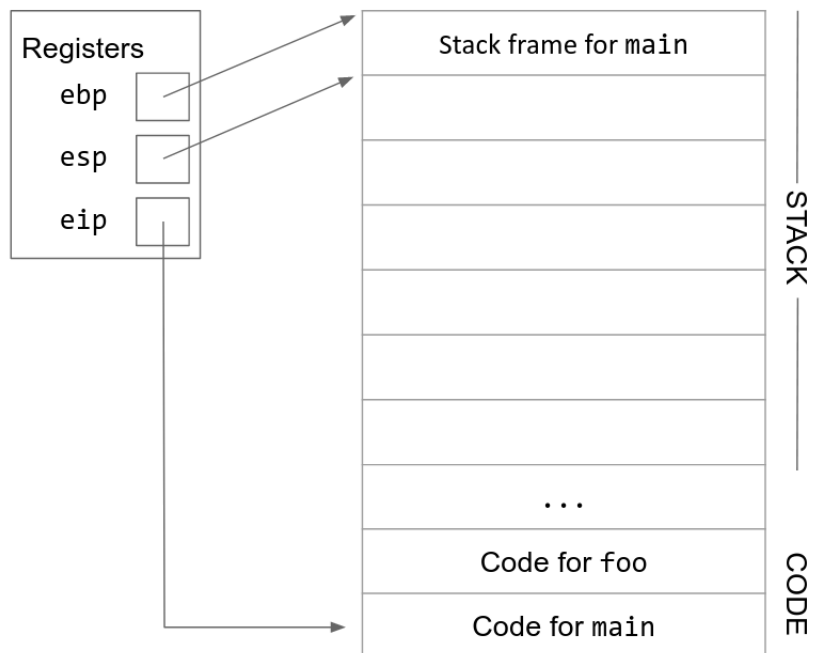 Registers
ebp
esp
eip
Stack frame for main
...
Code for foo
Code for main
STACK
CODE